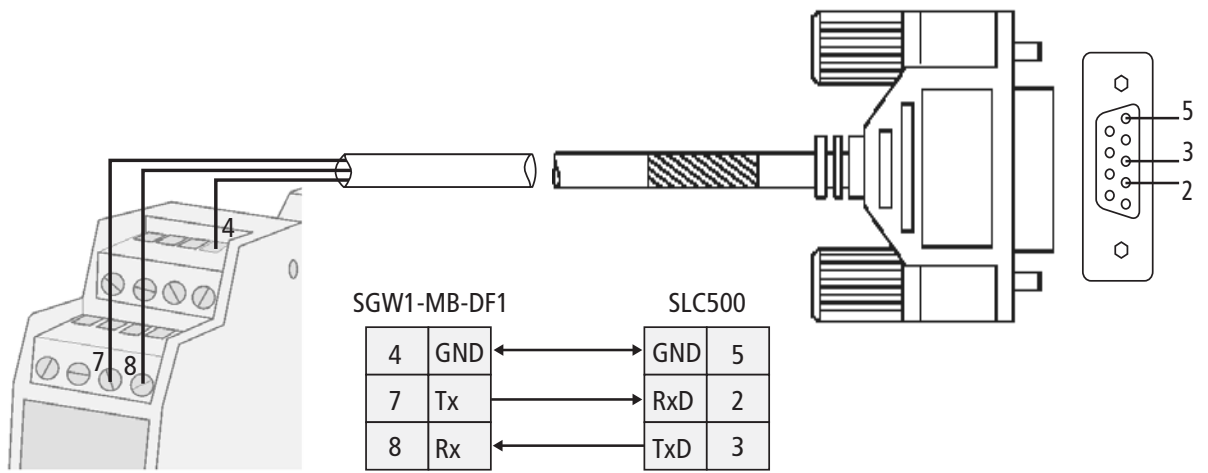 5
3
2
4
7 8
SGW1-MB-DF1 SLC500
4 GND GND 5
7 Tx RxD 2
8 Rx TxD 3